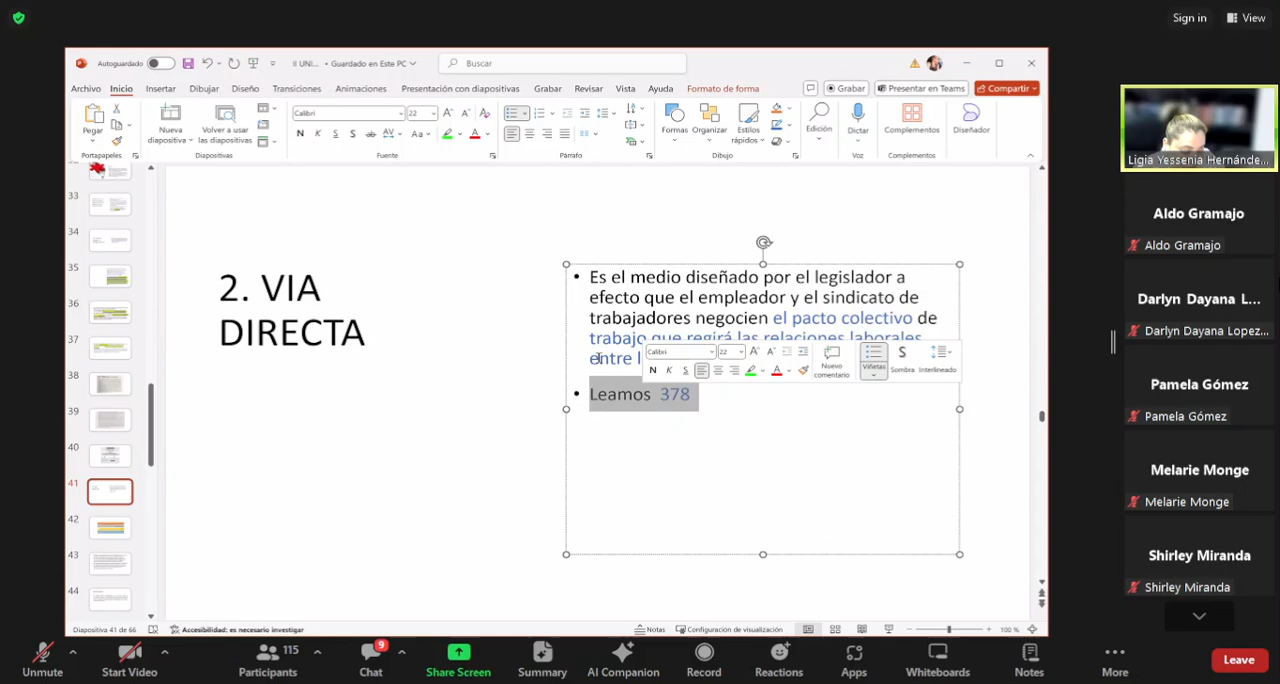 Sign in
View
Autoguardado
II UNI... • Guardado en Este PC
Buscar
Archivo Inicio Insertar Dibujar Diseño Transiciones Animaciones Presentación con diapositivas Grabar Revisar Vista Ayuda Formato de forma
Grabar
Presentar en Teams
Compartir
Pegar
Nueva diapositiva
Volver a usar las diapositivas
Calibri
22
N K S ab AV Aa A
Formas
Organizar
Estilos rápidos
Edición
Dictar
Complementos
Diseñador
Portapapeles
Diapositivas
Fuente
Párrafo
Dibujo
Voz
Complementos
33
34
35
36
37
38
39
40
41
42
43
44
2. VIA
DIRECTA
• Es el medio diseñado por el legislador a
efecto que el empleador y el sindicato de
trabajadores negocien el pacto colectivo de
trabajo que regirá las relaciones laborales
entre l
• Leamos 378
Calibri
22
N K S
Nuevo comentario
Viñetas
Sombra
Interlineado
Diapositiva 41 de 66
Accesibilidad: es necesario investigar
Notas
Configuración de visualización
100 %
Ligia Yessenia Hernánde...
Aldo Gramajo
Aldo Gramajo
Darlyn Dayana L...
Darlyn Dayana Lopez...
Pamela Gómez
Pamela Gómez
Melarie Monge
Melarie Monge
Shirley Miranda
Shirley Miranda
Unmute
Start Video
115
Participants
9
Chat
Share Screen
Summary
AI Companion
Record
Reactions
Apps
Whiteboards
Notes
More
Leave